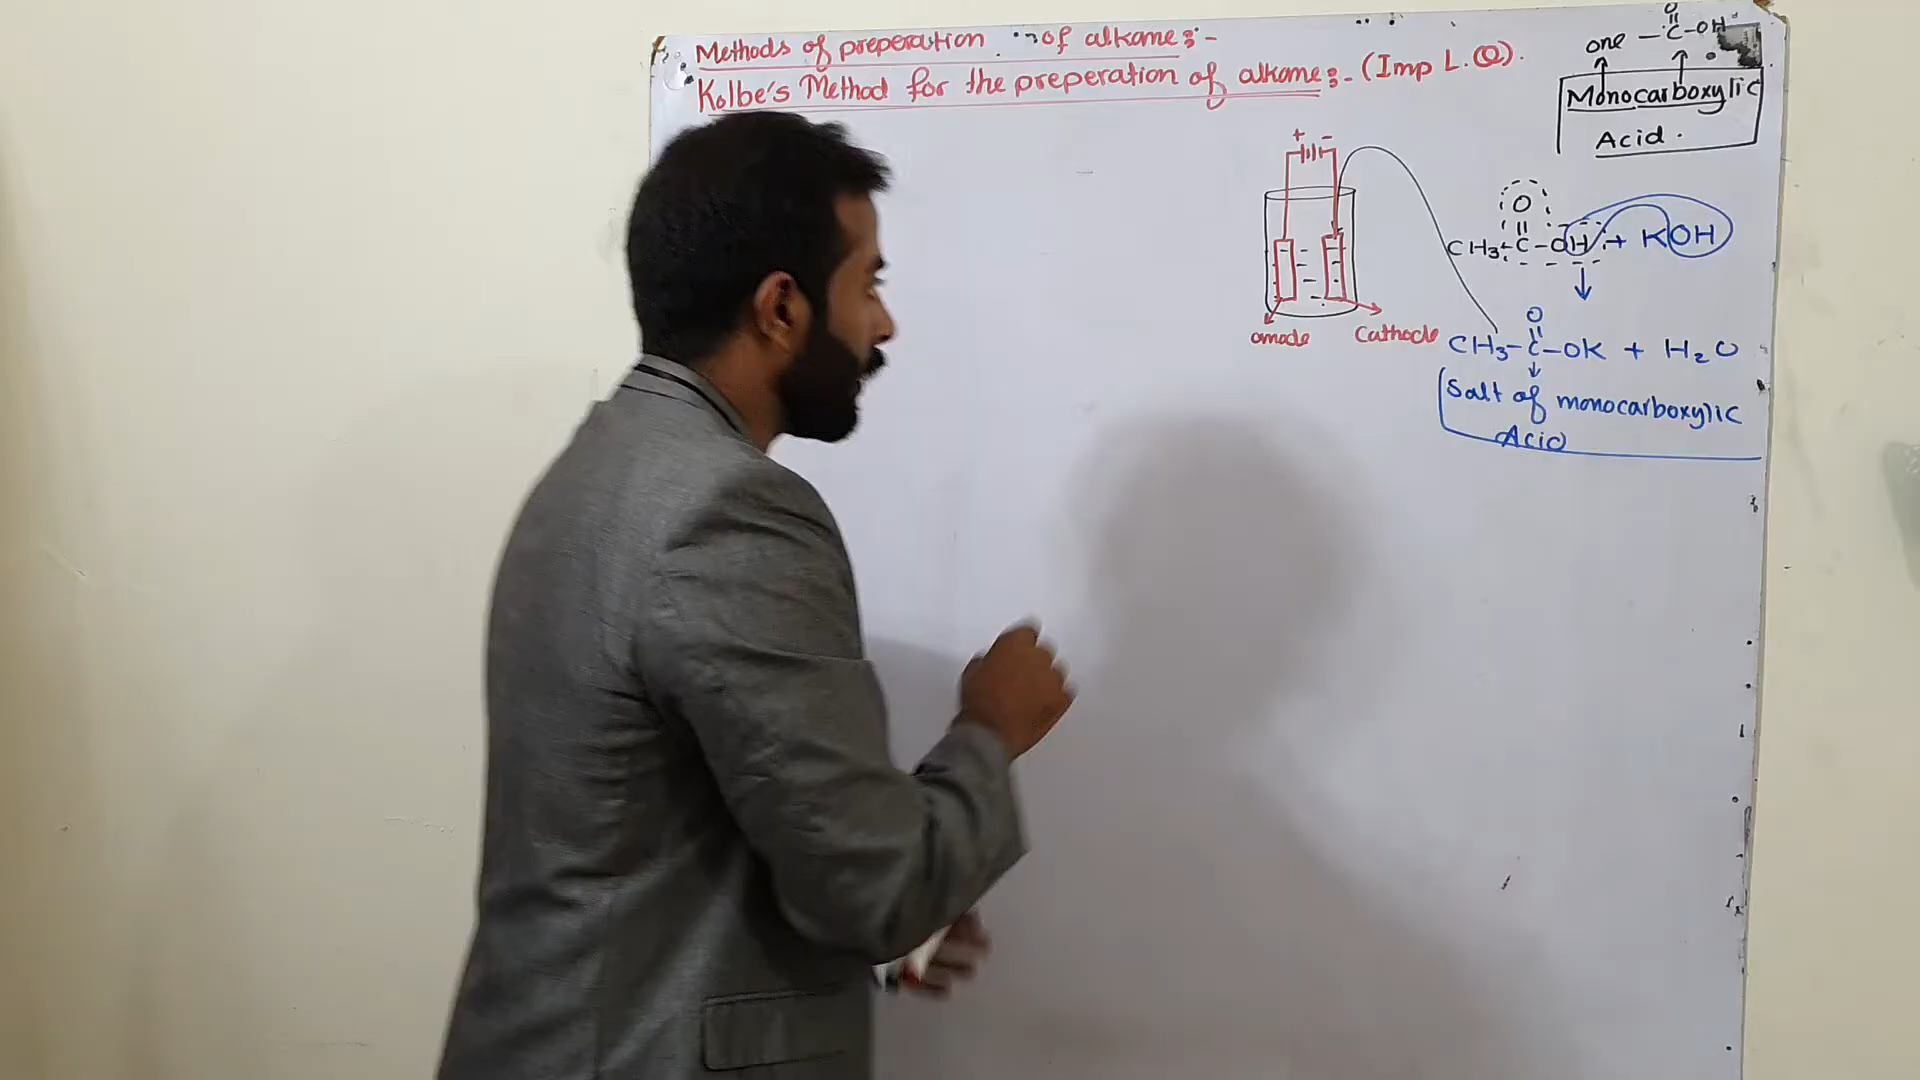 Methods of preperation of alkane:-
Kolbe's Method for the preperation of alkane:- (Imp L.Q).
O
one - C - OH
Monocarboxylic
Acid.
+ -
anode
Cathode
O
CH3 - C - OH + KOH
O
CH3 - C - OK + H2O
Salt of monocarboxylic
Acid